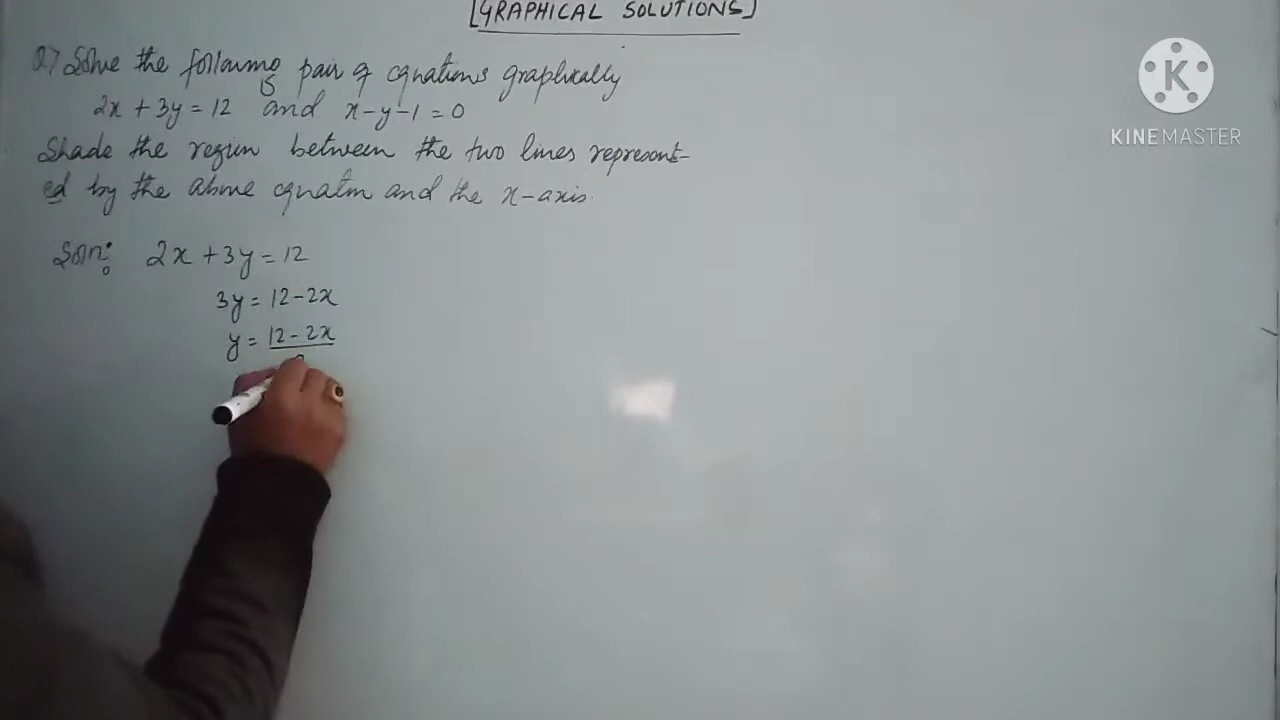 [GRAPHICAL SOLUTIONS]
Q) Solve the following pair of equations graphically
2x + 3y = 12 and x - y - 1 = 0
Shade the region between the two lines represent-
ed by the above equatn and the x-axis.
Soln: 2x + 3y = 12
3y = 12 - 2x
y = 12 - 2x
K
KINEMASTER